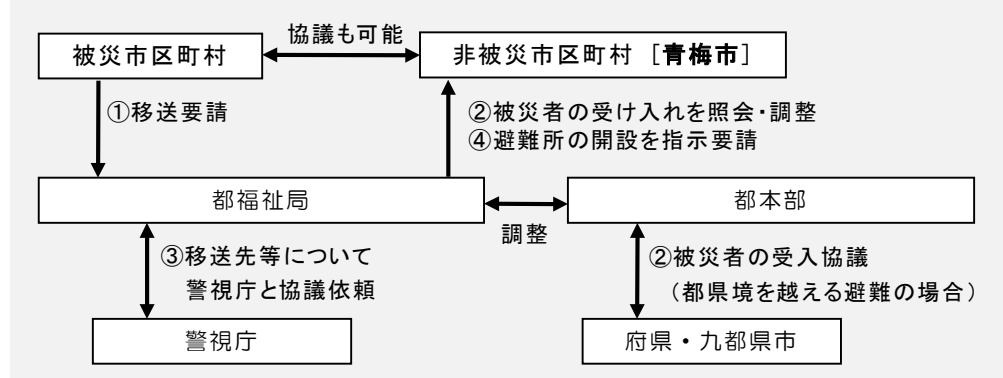 協議も可能
被災市区町村
非被災市区町村［青梅市］
①移送要請
②被災者の受け入れを照会・調整
④避難所の開設を指示要請
都福祉局
都本部
調整
③移送先等について
警視庁と協議依頼
②被災者の受入協議
（都県境を越える避難の場合）
警視庁
府県・九都県市